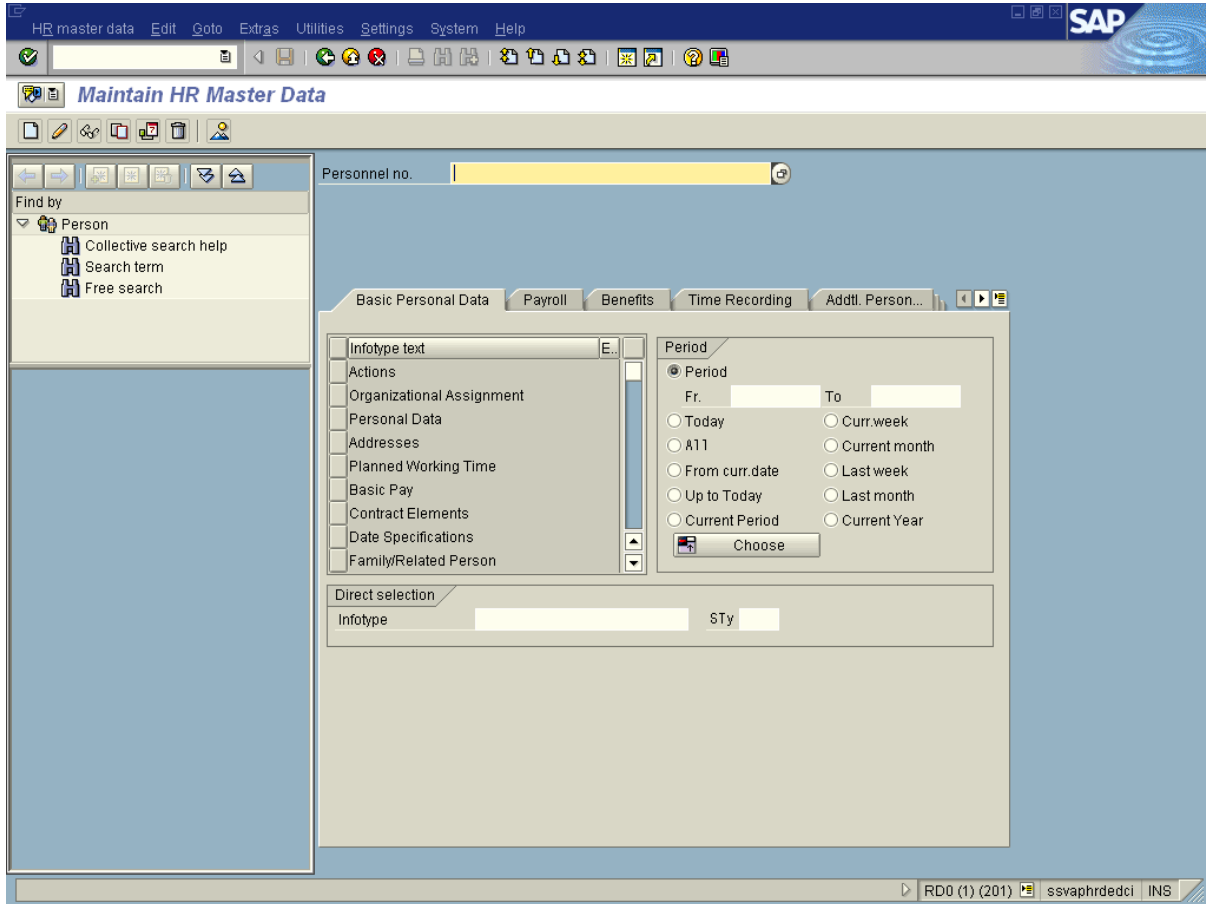 HR master data Edit Goto Extras Utilities Settings System Help
SAP
Maintain HR Master Data
Personnel no.
Find by
Person
Collective search help
Search term
Free search
Basic Personal Data Payroll Benefits Time Recording Addtl. Person...
Infotype text E..
Actions
Organizational Assignment
Personal Data
Addresses
Planned Working Time
Basic Pay
Contract Elements
Date Specifications
Family/Related Person
Period
Period
Fr. To
Today Curr.week
All Current month
From curr.date Last week
Up to Today Last month
Current Period Current Year
Choose
Direct selection
Infotype STy
RD0 (1) (201) ssvaphrdedci INS